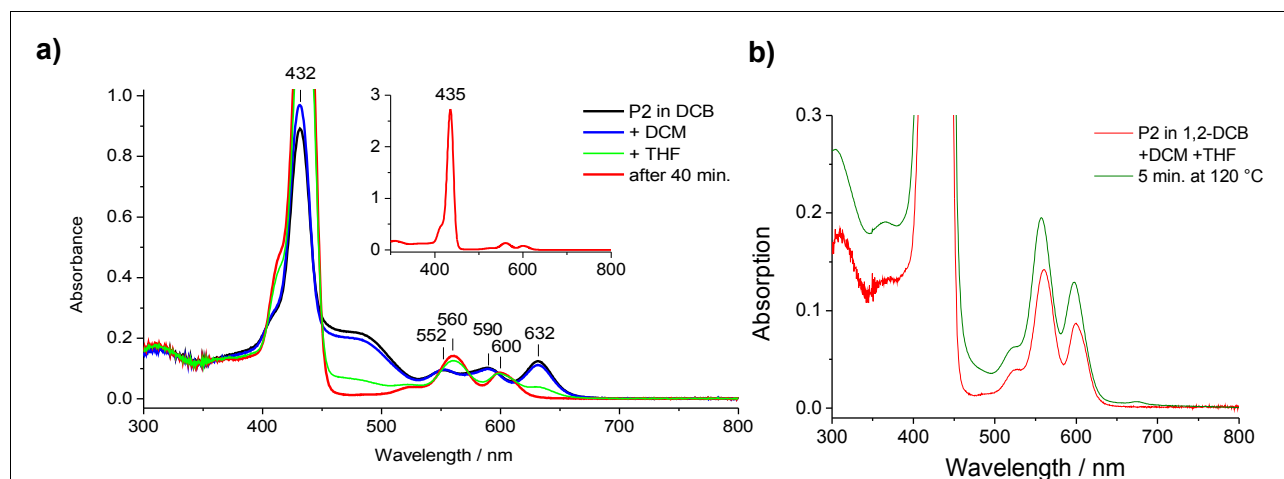 a)
432
1.0
0.8
0.6
0.4
0.2
0.0
Absorbance
300
400
500
600
700
800
Wavelength / nm
552
560
590
600
632
3
2
1
0
435
400
600
800
P2 in DCB
+ DCM
+ THF
after 40 min.
b)
0.3
0.2
0.1
0.0
Absorption
300
400
500
600
700
800
Wavelength / nm
P2 in 1,2-DCB
+DCM +THF
5 min. at 120 °C